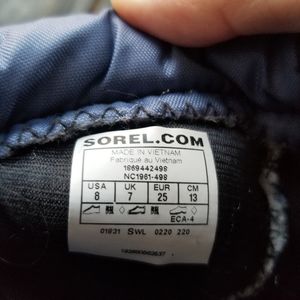 SOREL.COM
MADE IN VIETNAM
Fabriqué au Vietnam
1869442498
NC1961-498
USA UK EUR CM
8 7 25 13
ECA-4
01831 SWL 0220 220